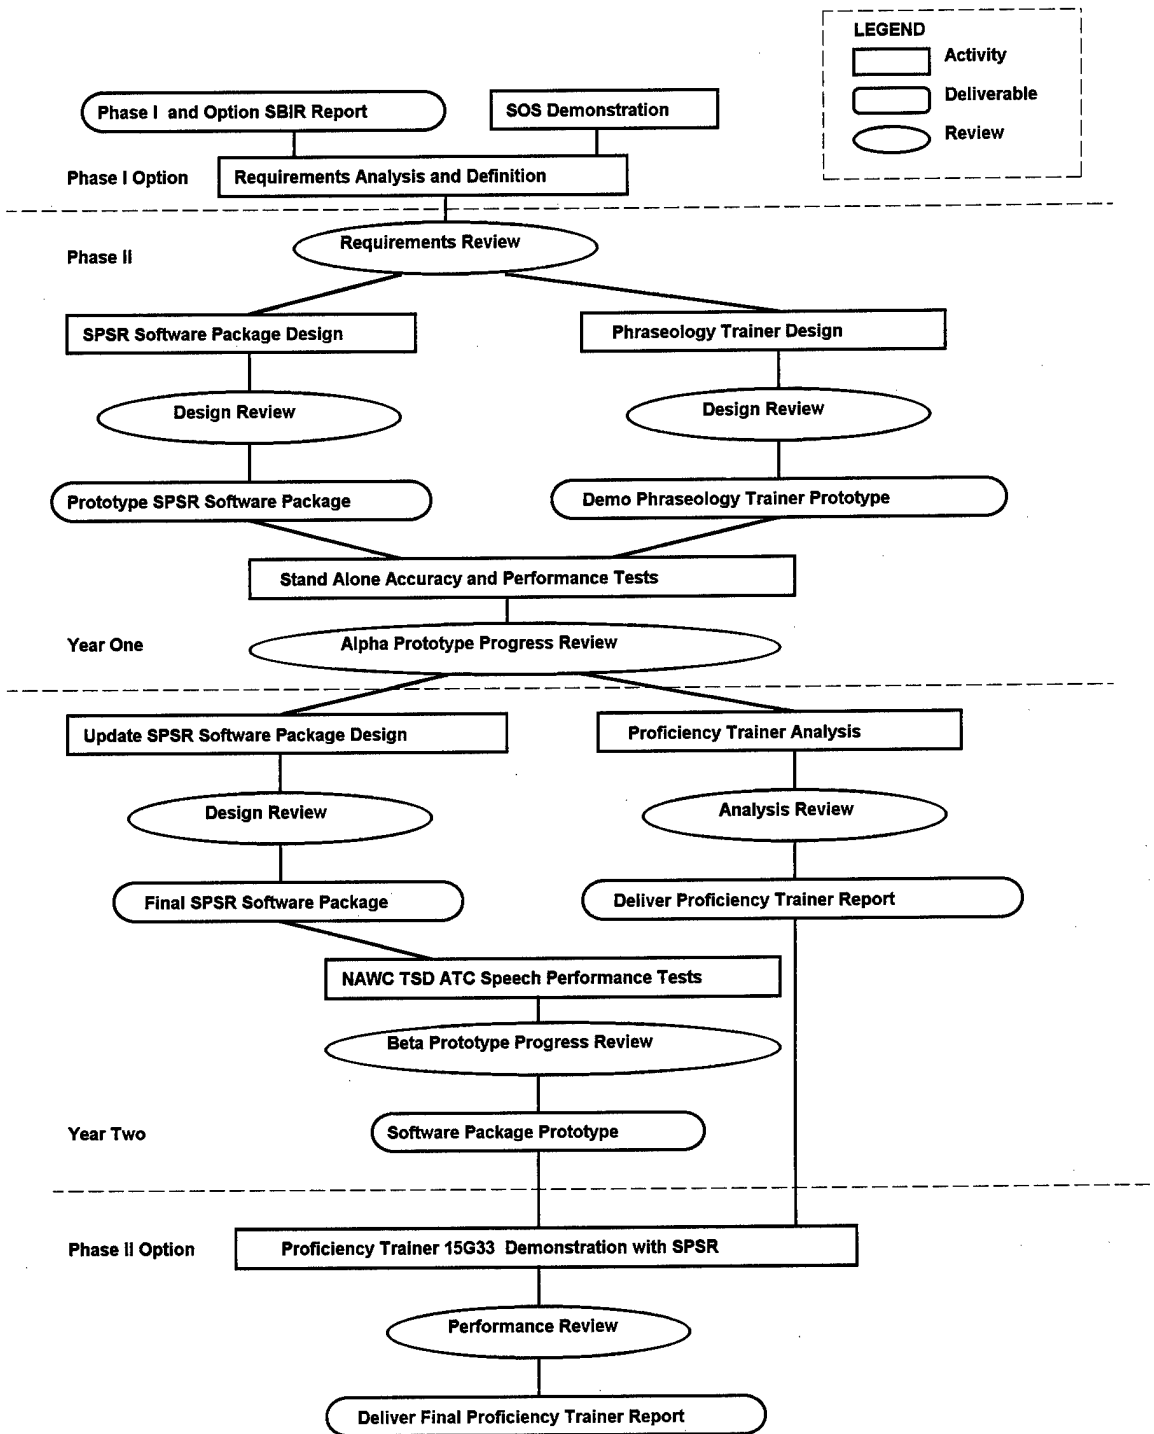 LEGEND
Activity
Deliverable
Review
Phase I and Option SBIR Report
SOS Demonstration
Phase I Option
Requirements Analysis and Definition
Requirements Review
Phase II
SPSR Software Package Design
Phraseology Trainer Design
Design Review
Design Review
Prototype SPSR Software Package
Demo Phraseology Trainer Prototype
Stand Alone Accuracy and Performance Tests
Year One
Alpha Prototype Progress Review
Update SPSR Software Package Design
Proficiency Trainer Analysis
Design Review
Analysis Review
Final SPSR Software Package
Deliver Proficiency Trainer Report
NAWC TSD ATC Speech Performance Tests
Beta Prototype Progress Review
Year Two
Software Package Prototype
Phase II Option
Proficiency Trainer 15G33 Demonstration with SPSR
Performance Review
Deliver Final Proficiency Trainer Report